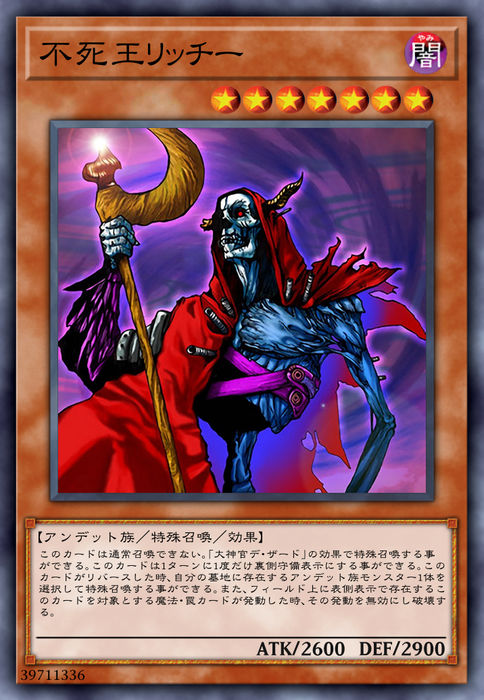 不死王リッチー
やみ
闇
【アンデット族／特殊召喚／効果】
このカードは通常召喚できない。「大神官デ・ザード」の効果で特殊召喚する事
ができる。このカードは1ターンに1度だけ裏側守備表示にする事ができる。この
カードがリバースした時、自分の墓地に存在するアンデット族モンスター1体を
選択して特殊召喚する事ができる。また、フィールド上に表側表示で存在するこ
のカードを対象とする魔法・罠カードが発動した時、その発動を無効にし破壊す
る。
ATK/2600 DEF/2900
39711336